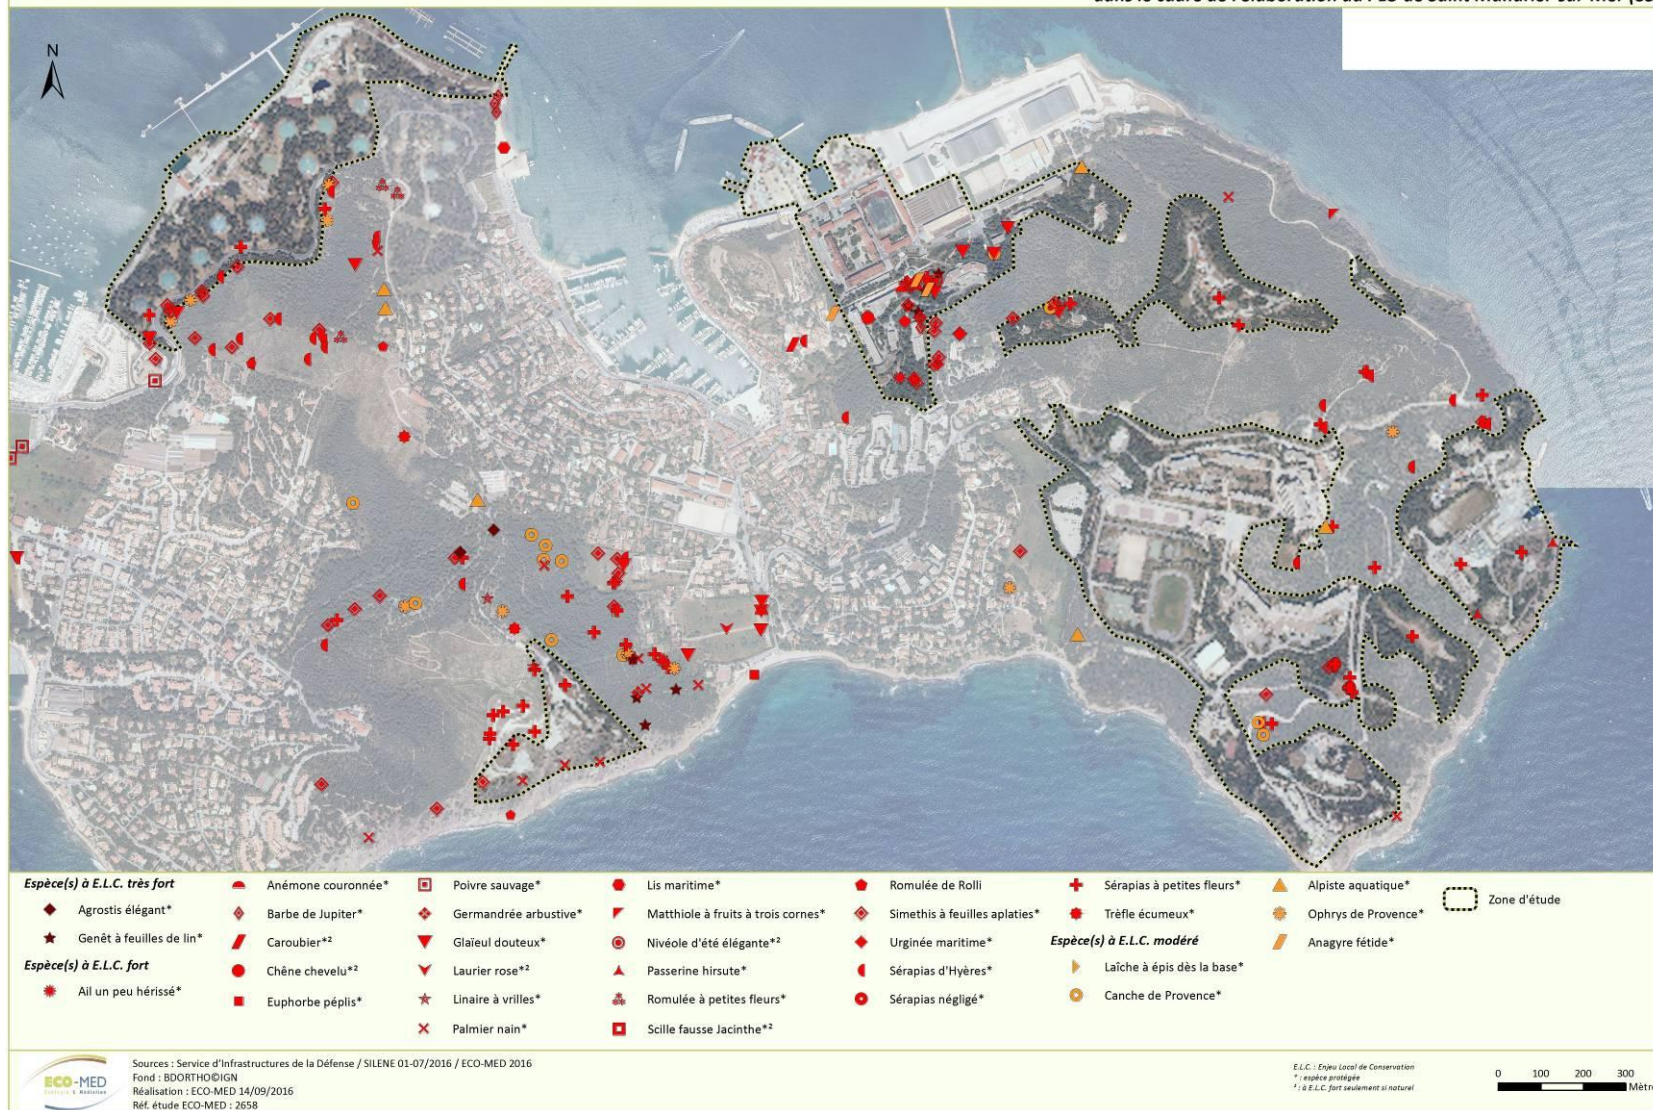 N
Espèce(s) à E.L.C. très fort
Agrostis élégant*
Genêt à feuilles de lin*
Espèce(s) à E.L.C. fort
Ail un peu hérissé*
Anémone couronnée*
Barbe de Jupiter*
Caroubier*²
Chêne chevelu*²
Euphorbe péplis*
Poivre sauvage*
Germandrée arbustive*
Glaïeul douteux*
Laurier rose*²
Linaire à vrilles*
Palmier nain*
Lis maritime*
Matthiole à fruits à trois cornes*
Nivéole d'été élégante*²
Passerine hirsute*
Romulée à petites fleurs*
Scille fausse Jacinthe*²
Romulée de Rolli
Simethis à feuilles aplaties*
Urginée maritime*
Sérapias d'Hyères*
Sérapias négligé*
Sérapias à petites fleurs*
Trèfle écumeux*
Espèce(s) à E.L.C. modéré
Laîche à épis dès la base*
Canche de Provence*
Alpiste aquatique*
Ophrys de Provence*
Anagyre fétide*
Zone d'étude
ECO-MED
Ecologie & Médiation
Sources : Service d'Infrastructures de la Défense / SILENE 01-07/2016 / ECO-MED 2016
Fond : BDORTHO©IGN
Réalisation : ECO-MED 14/09/2016
Réf. étude ECO-MED : 2658
E.L.C. : Enjeu Local de Conservation
* : espèce protégée
² : à E.L.C. fort seulement si naturel
0 100 200 300